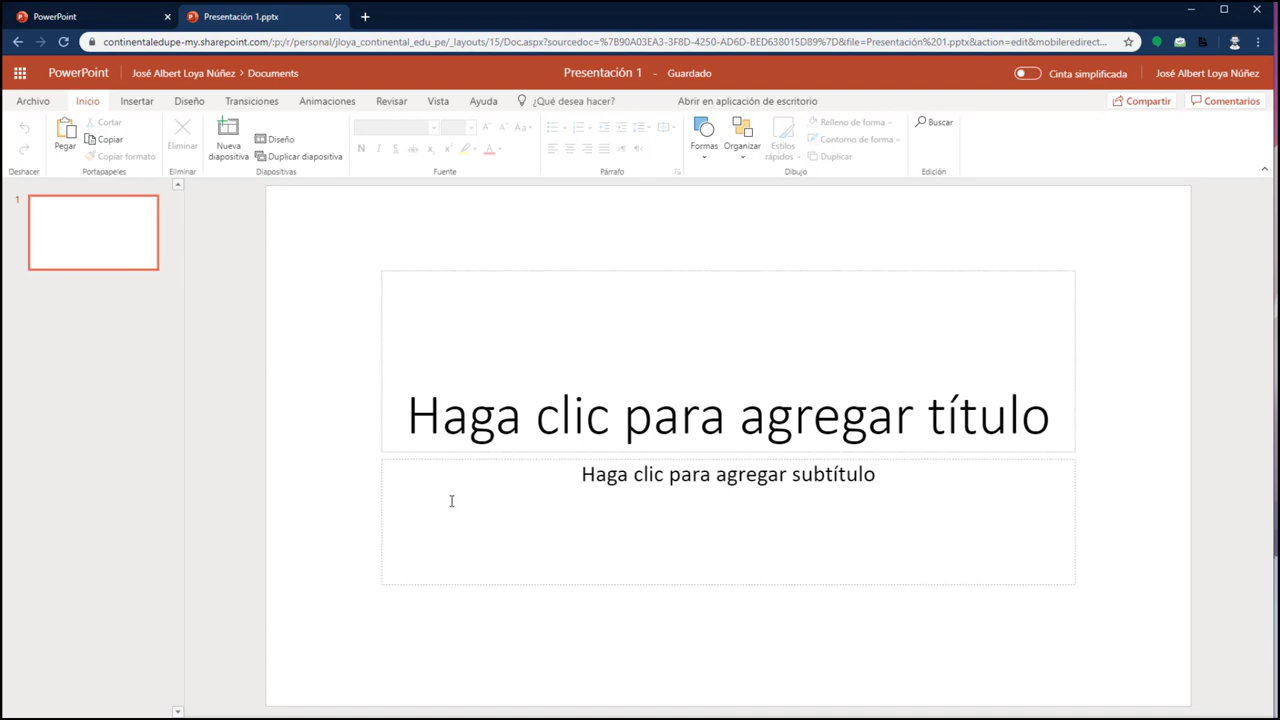 PowerPoint
Presentación 1.pptx
continentaledupe-my.sharepoint.com/:p:/r/personal/jloya_continental_edu_pe/_layouts/15/Doc.aspx?sourcedoc=%7B90A03EA3-3F8D-4250-AD6D-BED638015D89%7D&file=Presentación%201.pptx&action=edit&mobileredirect...
PowerPoint José Albert Loya Núñez > Documents Presentación 1 - Guardado Cinta simplificada José Albert Loya Núñez
Archivo Inicio Insertar Diseño Transiciones Animaciones Revisar Vista Ayuda ¿Qué desea hacer? Abrir en aplicación de escritorio Compartir Comentarios
Pegar
Cortar
Copiar
Copiar formato
Eliminar
Nueva
diapositiva
Diseño
Duplicar diapositiva
N K S ab x₂ x² A
Formas
Organizar
Estilos
rápidos
Relleno de forma
Contorno de forma
Duplicar
Buscar
Deshacer Portapapeles Eliminar Diapositivas Fuente Párrafo Dibujo Edición
1
Haga clic para agregar título
Haga clic para agregar subtítulo